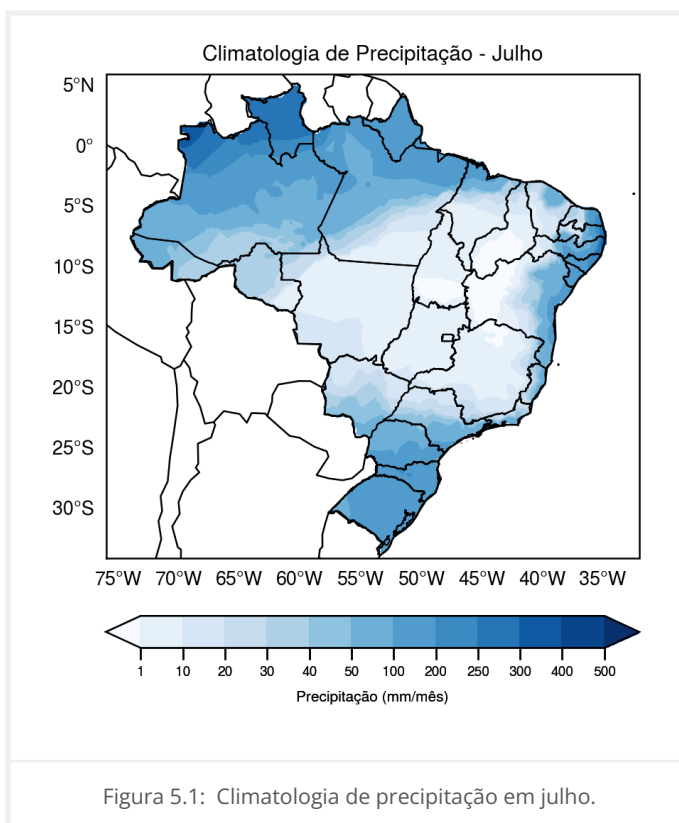 Climatologia de Precipitação - Julho
5°N
0°
5°S
10°S
15°S
20°S
25°S
30°S
75°W 70°W 65°W 60°W 55°W 50°W 45°W 40°W 35°W
1 10 20 30 40 50 100 200 250 300 400 500
Precipitação (mm/mês)
Figura 5.1: Climatologia de precipitação em julho.